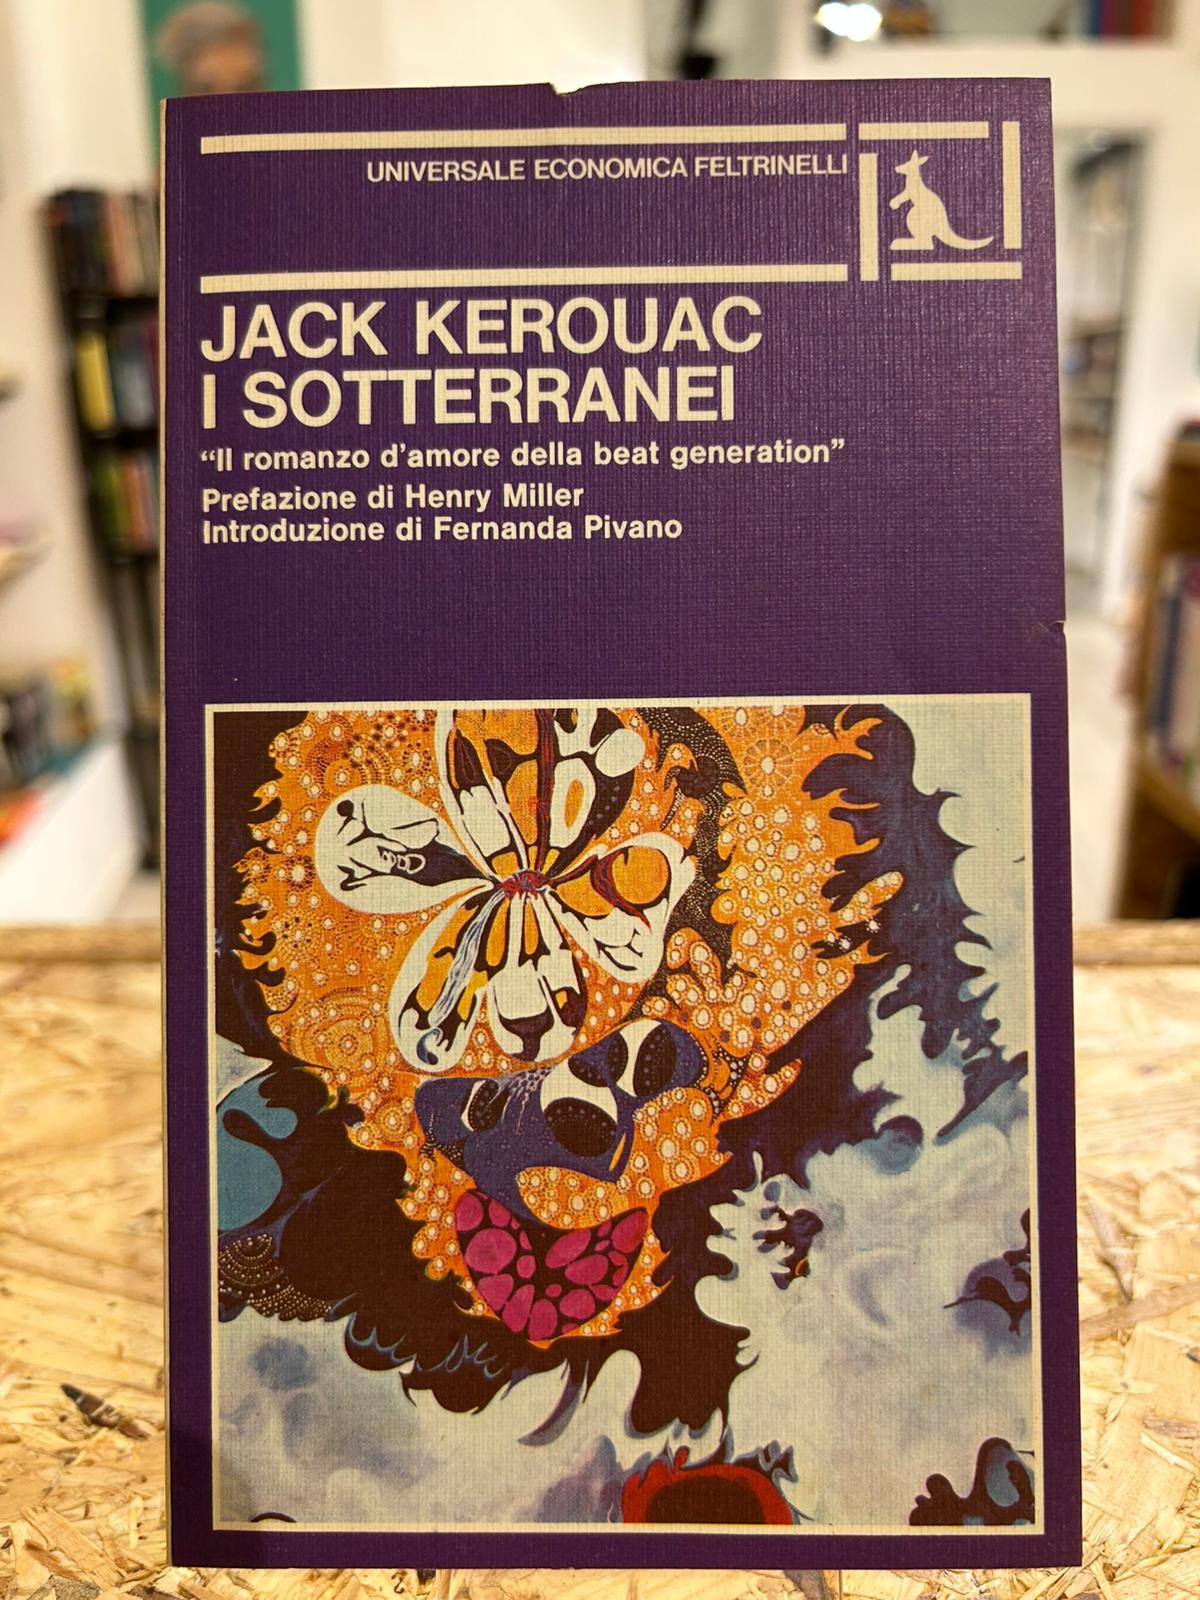 UNIVERSALE ECONOMICA FELTRINELLI
JACK KEROUAC
I SOTTERRANEI
“Il romanzo d’amore della beat generation”
Prefazione di Henry Miller
Introduzione di Fernanda Pivano